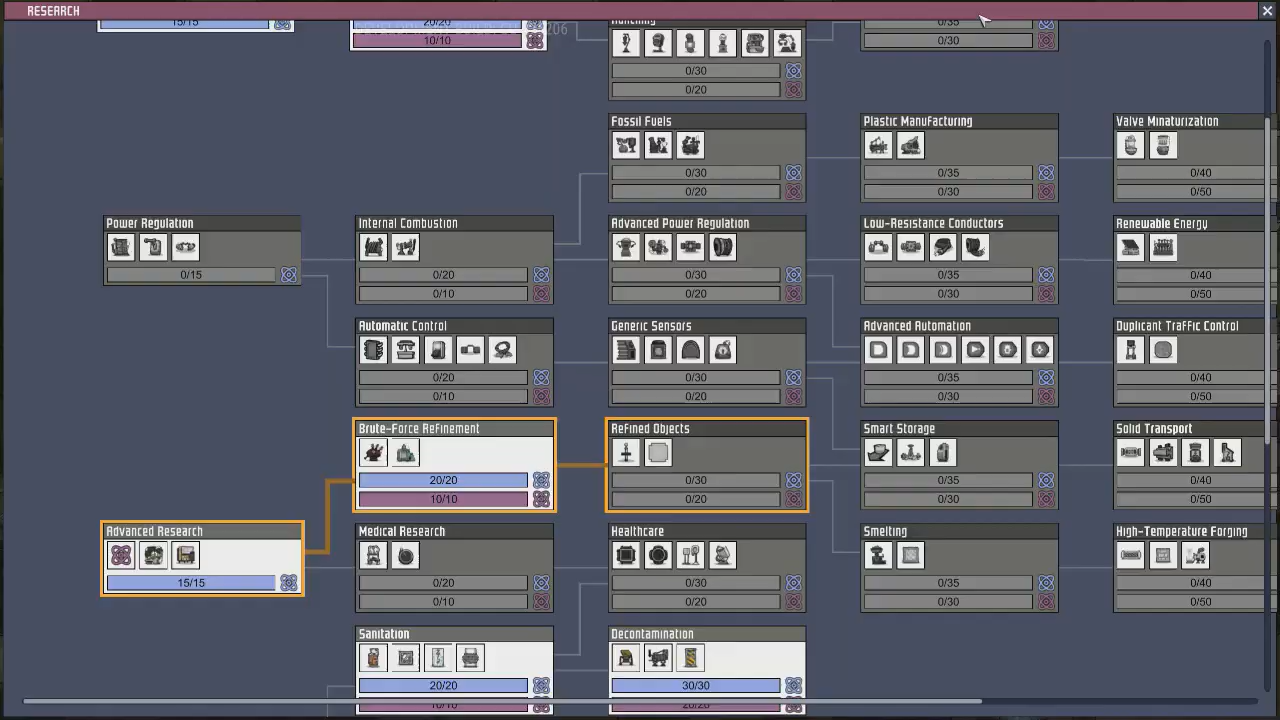 RESEARCH
15/15
20/20
10/10
0/30
0/20
0/35
0/30
Fossil Fuels
0/30
0/20
Plastic Manufacturing
0/35
0/30
Valve Minaturization
0/40
0/50
Power Regulation
0/15
Internal Combustion
0/20
0/10
Advanced Power Regulation
0/30
0/20
Low-Resistance Conductors
0/35
0/30
Renewable Energy
0/40
0/50
Automatic Control
0/20
0/10
Generic Sensors
0/30
0/20
Advanced Automation
0/35
0/30
Duplicant Traffic Control
0/40
0/50
Brute-Force Refinement
20/20
10/10
Refined Objects
0/30
0/20
Smart Storage
0/35
0/30
Solid Transport
0/40
0/50
Advanced Research
15/15
Medical Research
0/20
0/10
Healthcare
0/30
0/20
Smelting
0/35
0/30
High-Temperature Forging
0/40
0/50
Sanitation
20/20
10/10
Decontamination
30/30
20/20